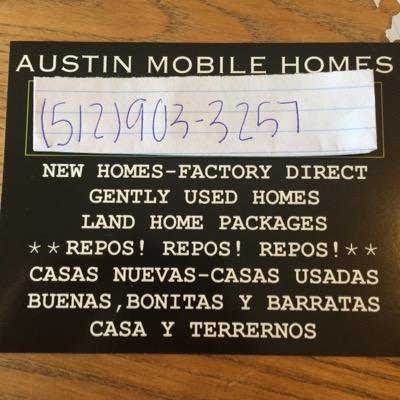 AUSTIN MOBILE HOMES
(512)903-3257
NEW HOMES-FACTORY DIRECT
GENTLY USED HOMES
LAND HOME PACKAGES
**REPOS! REPOS! REPOS!**
CASAS NUEVAS-CASAS USADAS
BUENAS,BONITAS Y BARRATAS
CASA Y TERRERNOS